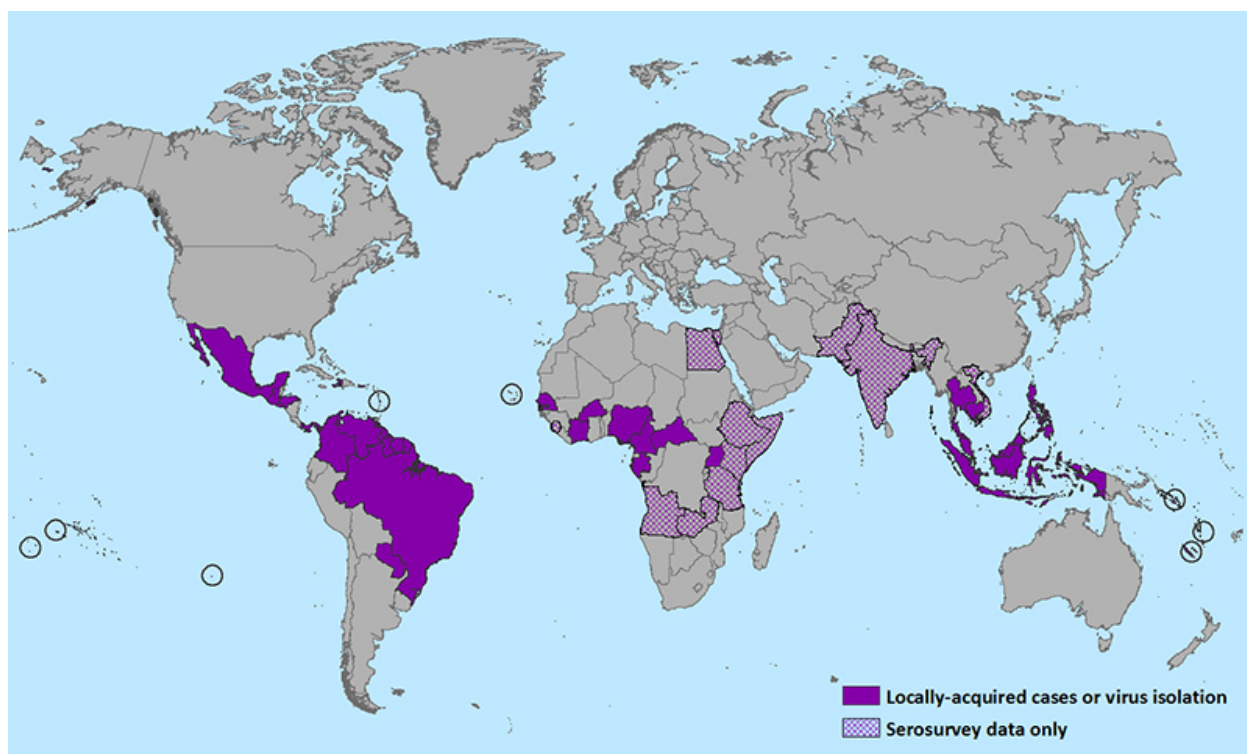 Locally-acquired cases or virus isolation
Serosurvey data only